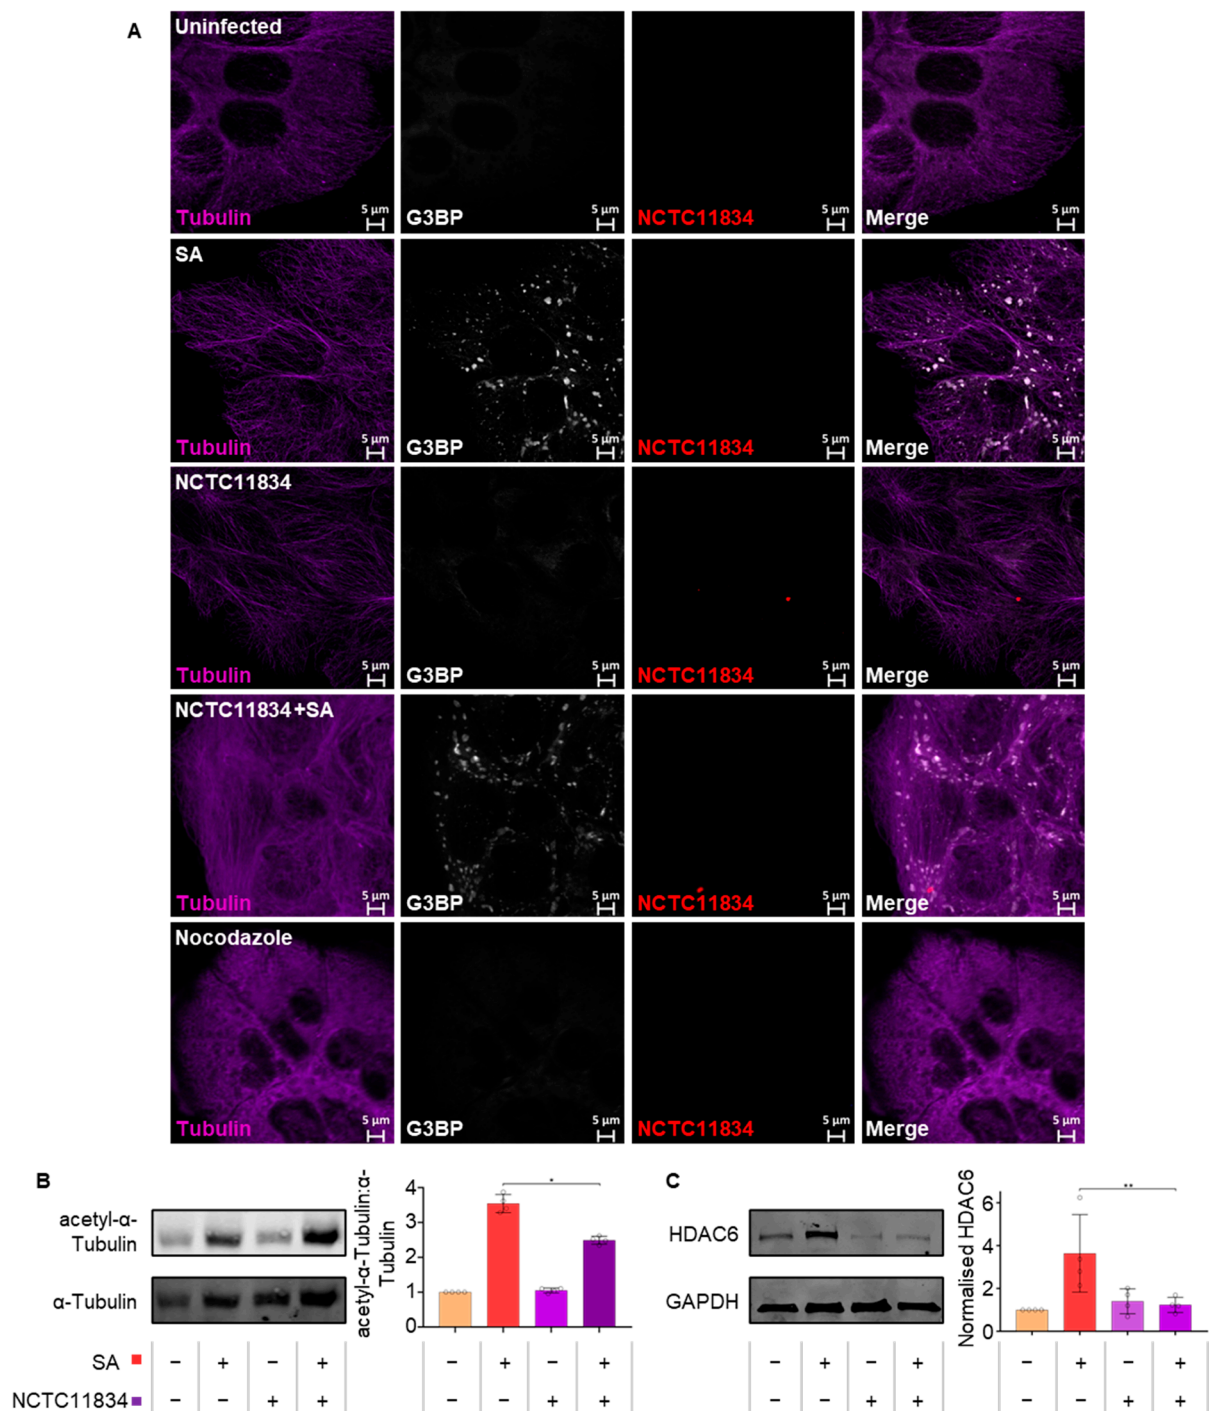 A
Uninfected
Tubulin
5 µm
G3BP
5 µm
NCTC11834
5 µm
Merge
5 µm
SA
Tubulin
5 µm
G3BP
5 µm
NCTC11834
5 µm
Merge
5 µm
NCTC11834
Tubulin
5 µm
G3BP
5 µm
NCTC11834
5 µm
Merge
5 µm
NCTC11834+SA
Tubulin
5 µm
G3BP
5 µm
NCTC11834
5 µm
Merge
5 µm
Nocodazole
Tubulin
5 µm
G3BP
5 µm
NCTC11834
5 µm
Merge
5 µm
B
acetyl-α-
Tubulin
α-Tubulin
acetyl-α-Tubulin:α-
Tubulin
4
3
2
1
0
*
C
HDAC6
GAPDH
Normalised HDAC6
6
4
2
0
**
SA − + − + − + − + − + − + − + − +
NCTC11834 − − + + − − + + − − + + − − + +